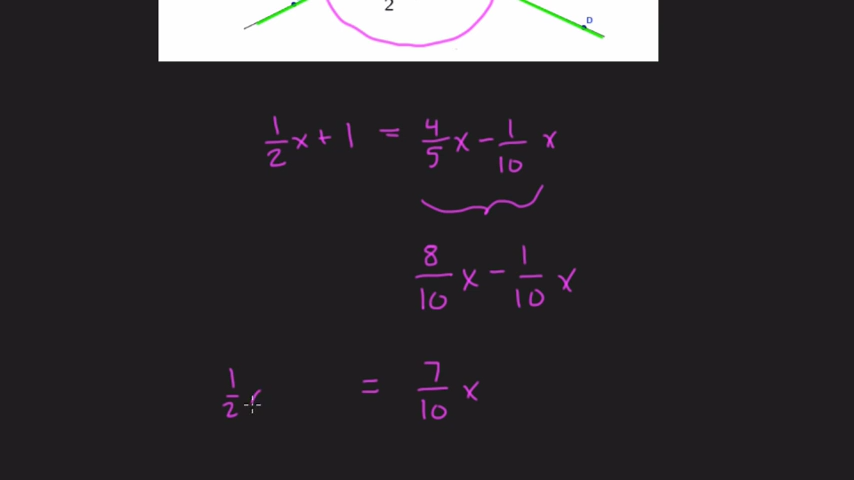 2
D
1/2 x + 1 = 4/5 x - 1/10 x
8/10 x - 1/10 x
1/2 = 7/10 x